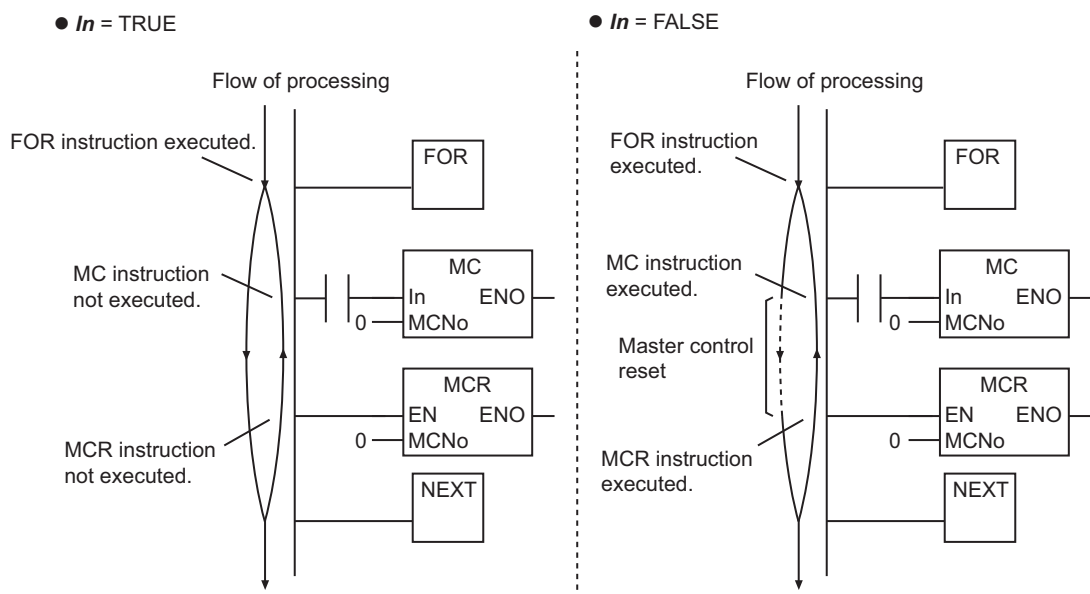 ● In = TRUE
Flow of processing
FOR instruction executed.
FOR
MC instruction
not executed.
MC
In ENO
0 MCNo
MCR
EN ENO
0 MCNo
MCR instruction
not executed.
NEXT
● In = FALSE
Flow of processing
FOR instruction
executed.
FOR
MC instruction
executed.
MC
In ENO
0 MCNo
Master control
reset
MCR
EN ENO
0 MCNo
MCR instruction
executed.
NEXT